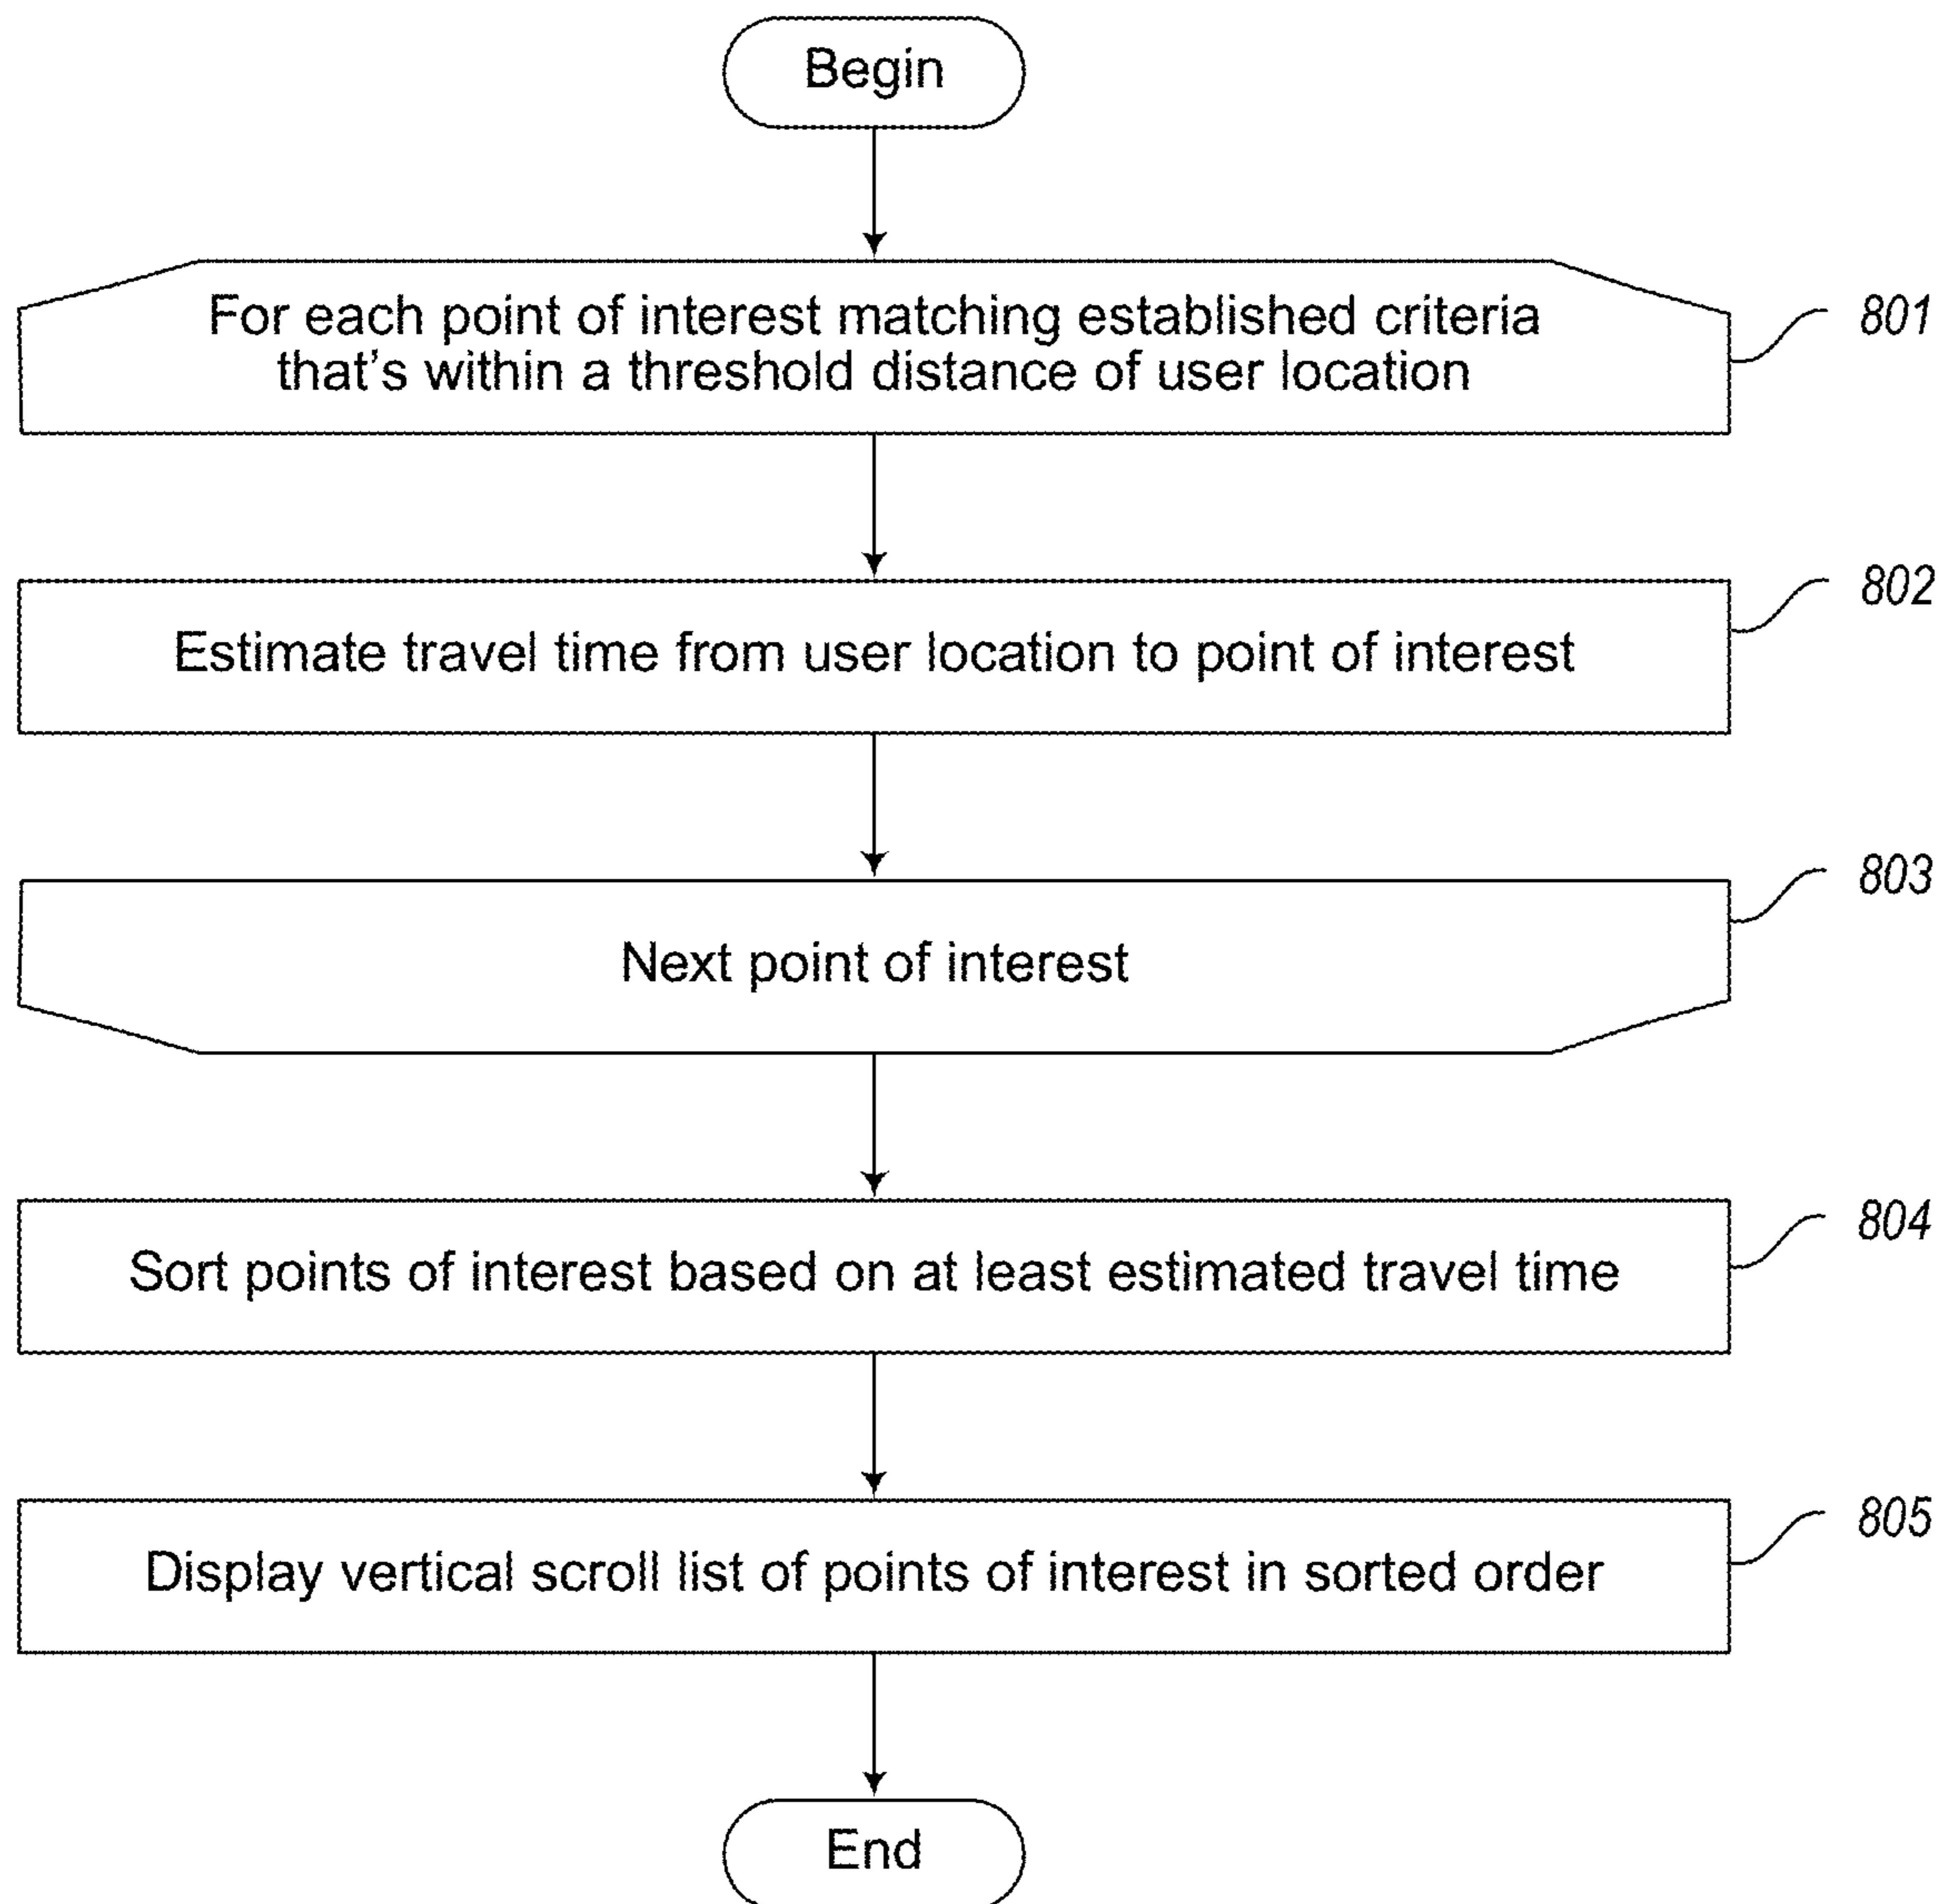 Begin
For each point of interest matching established criteria
that's within a threshold distance of user location
801
Estimate travel time from user location to point of interest
802
Next point of interest
803
Sort points of interest based on at least estimated travel time
804
Display vertical scroll list of points of interest in sorted order
805
End